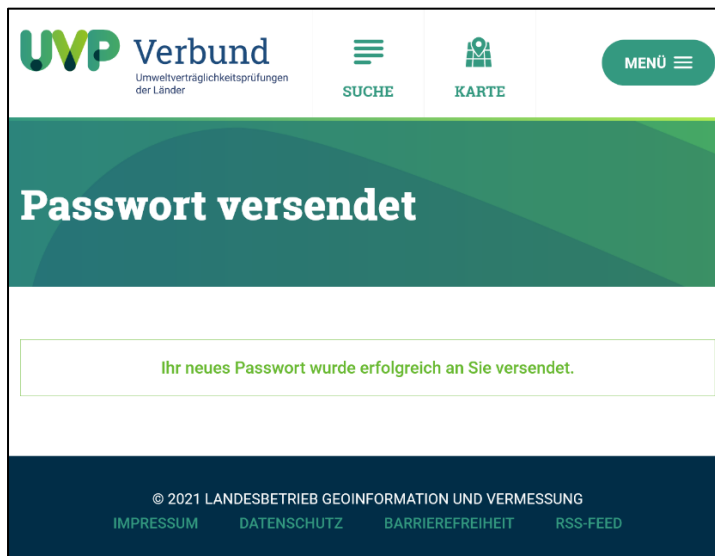 UVP Verbund
Umweltverträglichkeitsprüfungen
der Länder
SUCHE
KARTE
MENÜ
Passwort versendet
Ihr neues Passwort wurde erfolgreich an Sie versendet.
© 2021 LANDESBETRIEB GEOINFORMATION UND VERMESSUNG
IMPRESSUM DATENSCHUTZ BARRIEREFREIHEIT RSS-FEED